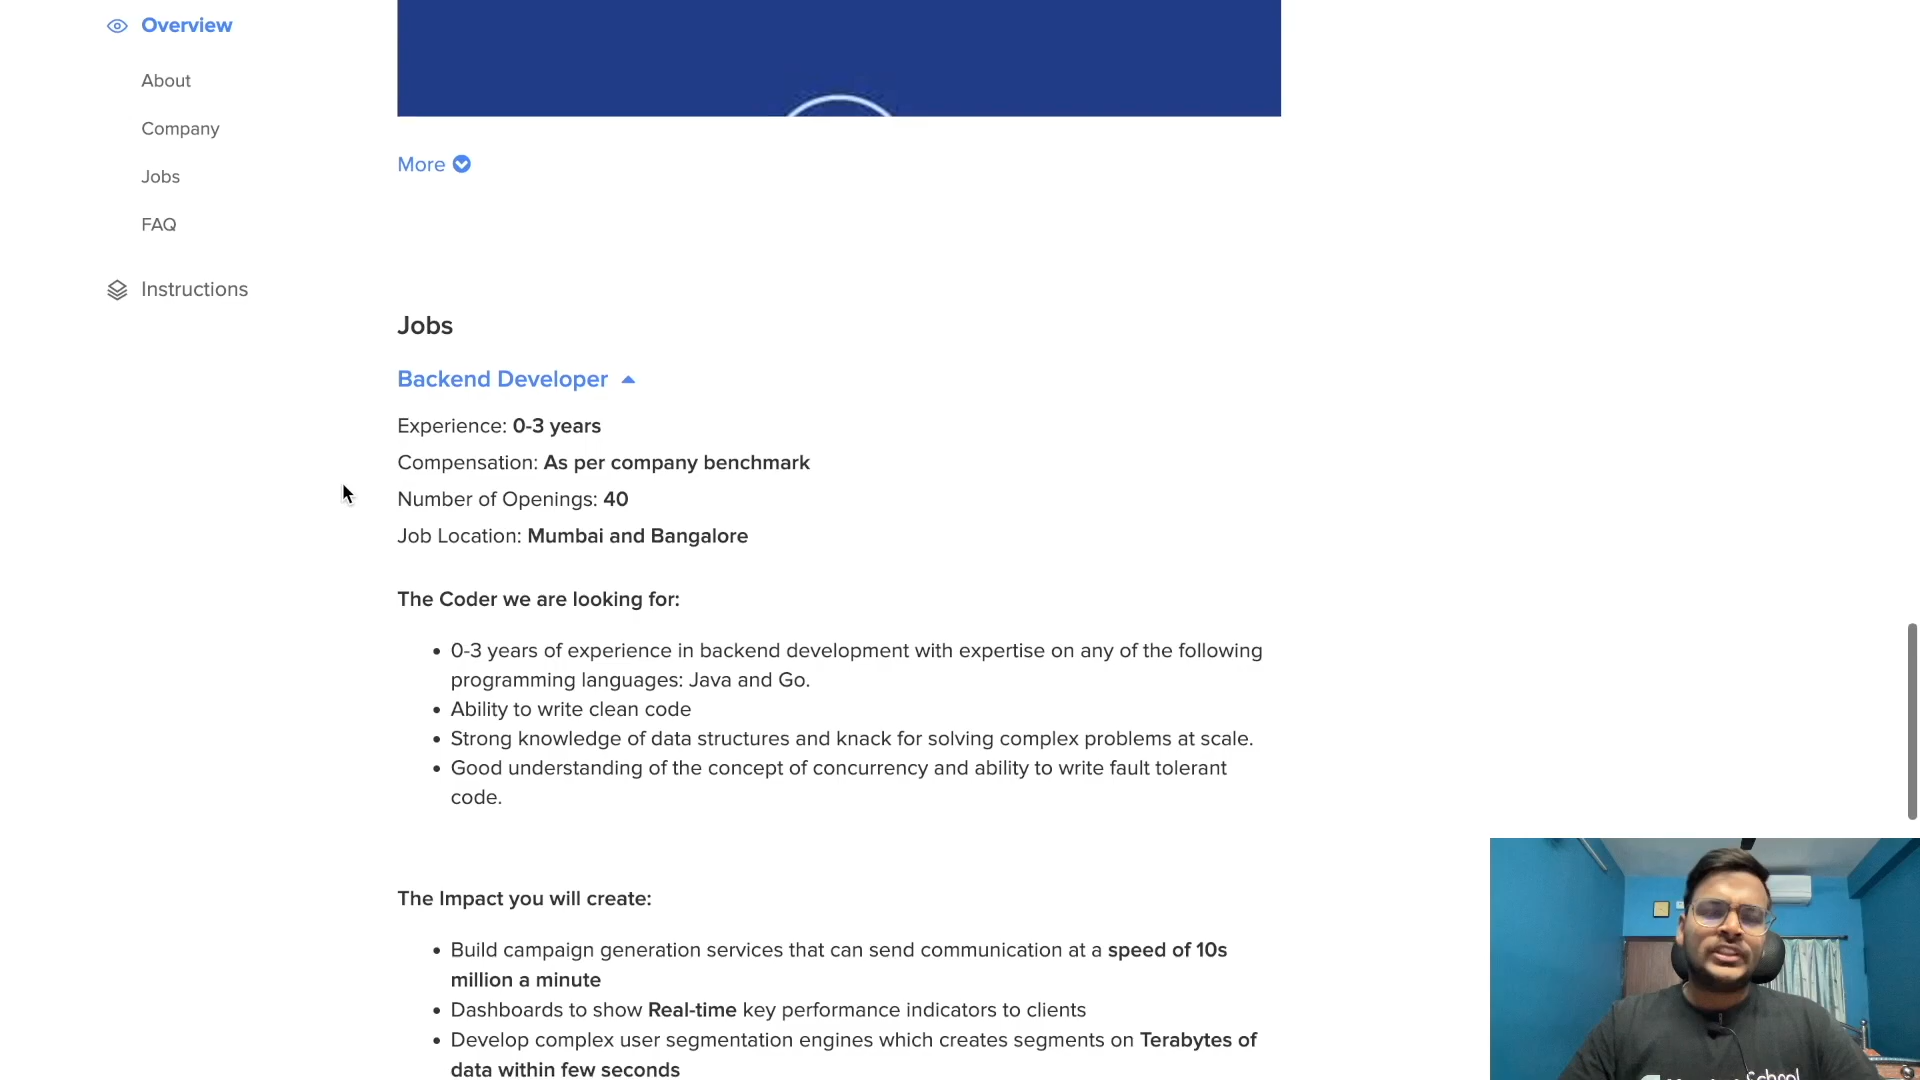 Overview
About
Company
Jobs
FAQ
Instructions
More
Jobs
Backend Developer
Experience: 0-3 years
Compensation: As per company benchmark
Number of Openings: 40
Job Location: Mumbai and Bangalore
The Coder we are looking for:
• 0-3 years of experience in backend development with expertise on any of the following
programming languages: Java and Go.
• Ability to write clean code
• Strong knowledge of data structures and knack for solving complex problems at scale.
• Good understanding of the concept of concurrency and ability to write fault tolerant
code.
The Impact you will create:
• Build campaign generation services that can send communication at a speed of 10s
million a minute
• Dashboards to show Real-time key performance indicators to clients
• Develop complex user segmentation engines which creates segments on Terabytes of
data within few seconds
School